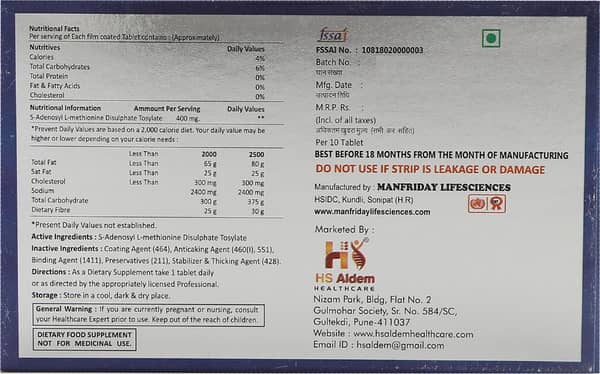 Nutritional Facts
Per serving of Each film coated Tablet contains : (Approximately)
Nutritives Daily Values
Calories 4%
Total Carbohydrates 6%
Total Protein 0%
Fat & Fatty Acids 0%
Cholesterol 0%
Nutritional Information Ammount Per Serving Daily Values
S-Adenosyl L-methionine Disulphate Tosylate 400 mg. **
*Prevent Daily Values are based on a 2,000 calorie diet. Your daily value may be
higher or lower depending on your calorie needs :
Less Than 2000 2500
Total Fat Less Than 65 g 80 g
Sat Fat Less Than 25 g 25 g
Cholesterol Less Than 300 mg 300 mg
Sodium 2400 mg 2400 mg
Total Carbohydrate 300 g 375 g
Dietary Fibre 25 g 30 g
*Present Daily Values not established.
Active Ingredients : S-Adenosyl L-methionine Disulphate Tosylate
Inactive Ingredients : Coating Agent (464), Anticaking Agent (460(I), 551),
Binding Agent (1411), Preservatives (211), Stabilizer & Thicking Agent (428).
Directions : As a Dietary Supplement take 1 tablet daily
or as directed by the appropriately licensed Professional.
Storage : Store in a cool, dark & dry place.
General Warning : If you are currently pregnant or nursing, consult
your Healthcare Expert prior to use. Keep out of the reach of children.
DIETARY FOOD SUPPLEMENT
NOT FOR MEDICINAL USE.
fssai
FSSAI No. : 10818020000003
Batch No. :
घान संख्या
Mfg. Date :
उत्पादन तिथि
M.R.P. Rs. :
(Incl. of all taxes)
अधिकतम खुदरा मूल्य (सभी कर सहित)
Per 10 Tablet
BEST BEFORE 18 MONTHS FROM THE MONTH OF MANUFACTURING
DO NOT USE IF STRIP IS LEAKAGE OR DAMAGE
Manufactured by : MANFRIDAY LIFESCIENCES
HSIDC, Kundli, Sonipat (H.R)
www.manfridaylifesciences.com
Marketed By :
HS Aldem
HEALTHCARE
Nizam Park, Bldg, Flat No. 2
Gulmohar Society, Sr. No. 584/SC,
Gultekdi, Pune-411037
Website : www.hsaldemhealthcare.com
Email ID : hsaldem@gmail.com